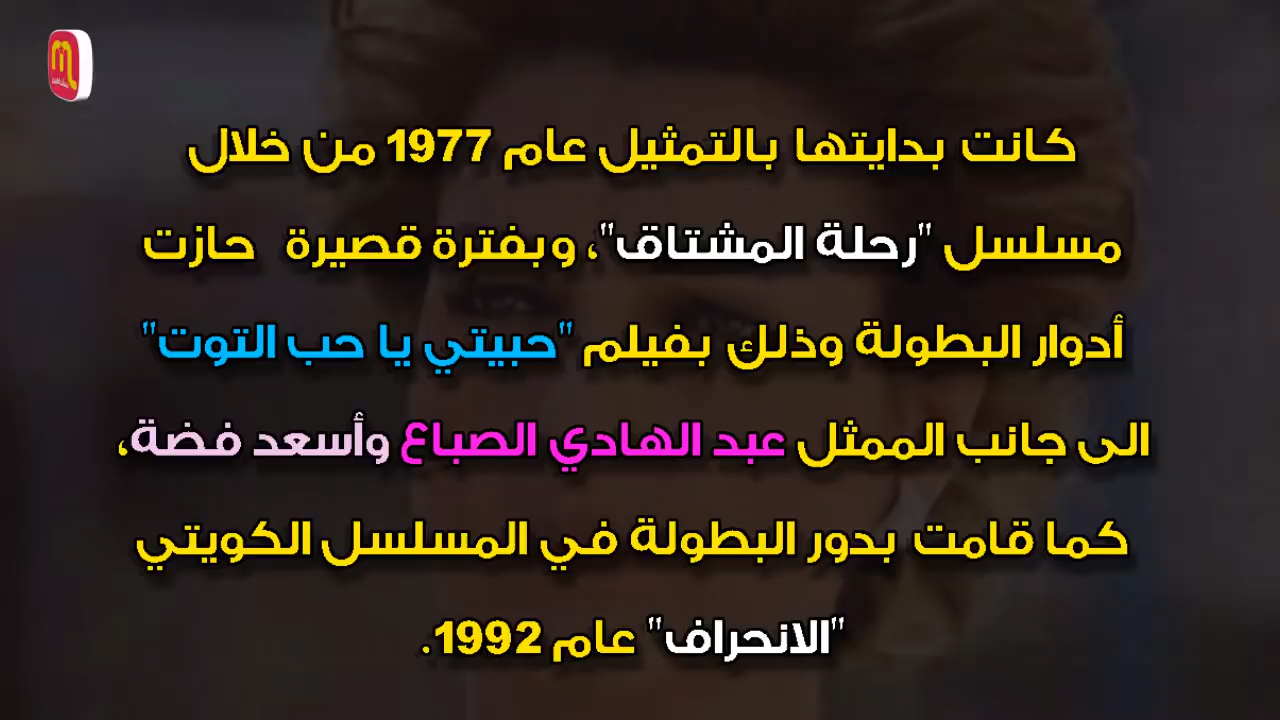 كانت بدايتها بالتمثيل عام 1977 من خلال
مسلسل "رحلة المشتاق"، وبفترة قصيرة حازت
أدوار البطولة وذلك بفيلم "حبيتي يا حب التوت"
الى جانب الممثل عبد الهادي الصباغ وأسعد فضة،
كما قامت بدور البطولة في المسلسل الكويتي
"الانحراف" عام 1992.